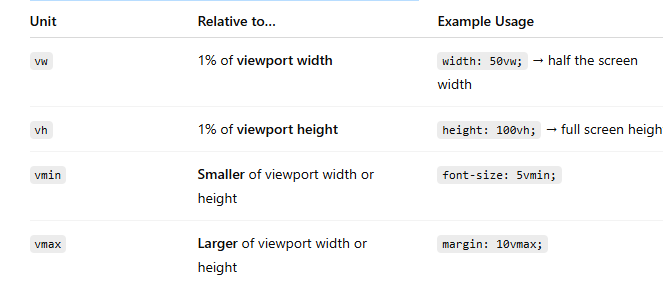 Unit Relative to... Example Usage
vw 1% of viewport width width: 50vw; → half the screen
width
vh 1% of viewport height height: 100vh; → full screen heigh
vmin Smaller of viewport width or font-size: 5vmin;
height
vmax Larger of viewport width or margin: 10vmax;
height